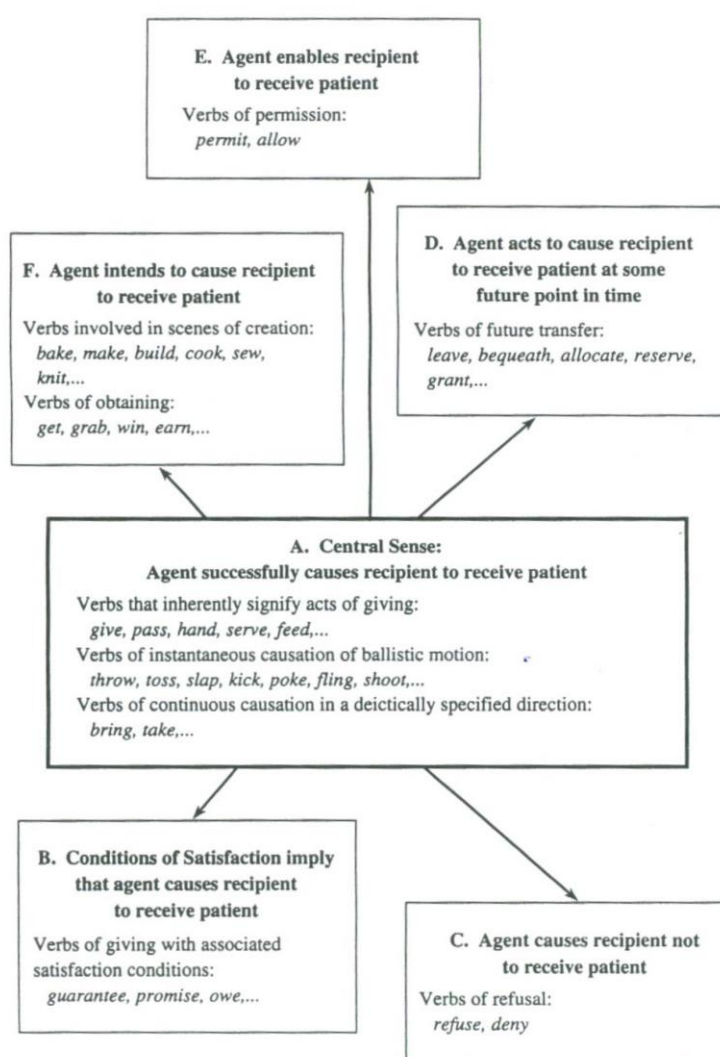 E. Agent enables recipient
to receive patient
Verbs of permission:
permit, allow
D. Agent acts to cause recipient
to receive patient at some
future point in time
Verbs of future transfer:
leave, bequeath, allocate, reserve,
grant,...
F. Agent intends to cause recipient
to receive patient
Verbs involved in scenes of creation:
bake, make, build, cook, sew,
knit,...
Verbs of obtaining:
get, grab, win, earn,...
A. Central Sense:
Agent successfully causes recipient to receive patient
Verbs that inherently signify acts of giving:
give, pass, hand, serve, feed,...
Verbs of instantaneous causation of ballistic motion:
throw, toss, slap, kick, poke, fling, shoot,...
Verbs of continuous causation in a deictically specified direction:
bring, take,...
B. Conditions of Satisfaction imply
that agent causes recipient
to receive patient
Verbs of giving with associated
satisfaction conditions:
guarantee, promise, owe,...
C. Agent causes recipient not
to receive patient
Verbs of refusal:
refuse, deny